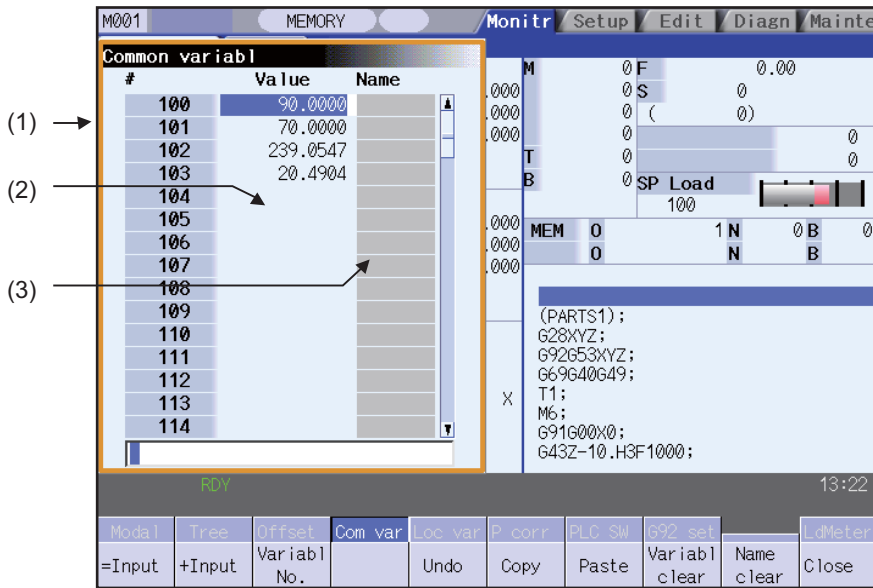 M001 MEMORY Monitr Setup Edit Diagn Mainte
Common variabl
# Value Name
100 90.0000
101 70.0000
102 239.0547
103 20.4904
104
105
106
107
108
109
110
111
112
113
114
(1)
(2)
(3)
.000
.000
.000
.000
.000
.000
X
M 0 F 0.00
0 S 0
0 ( 0)
0 0
T 0 0
B 0 SP Load
100
MEM O 1 N 0 B 0
O N B
(PARTS1);
G28XYZ;
G92G53XYZ;
G69G40G49;
T1;
M6;
G91G00X0;
G43Z-10.H3F1000;
RDY 13:22
Modal Tree Offset Com var Loc var P corr PLC SW G92 set LdMeter
=Input +Input Variabl No. Undo Copy Paste Variabl clear Name clear Close